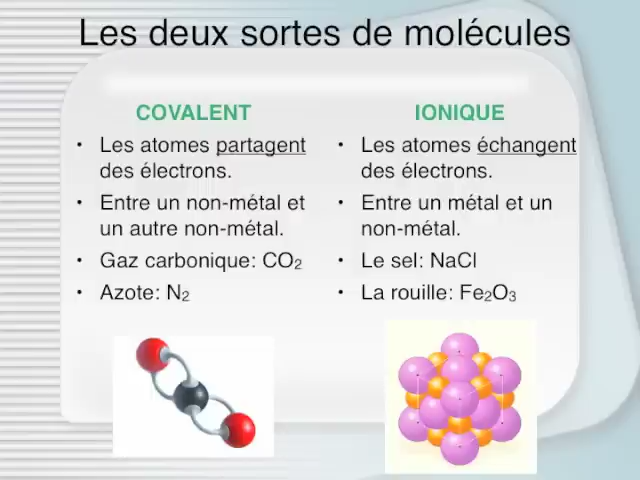 Les deux sortes de molécules
COVALENT
• Les atomes partagent
des électrons.
• Entre un non-métal et
un autre non-métal.
• Gaz carbonique: CO₂
• Azote: N₂
IONIQUE
• Les atomes échangent
des électrons.
• Entre un métal et un
non-métal.
• Le sel: NaCl
• La rouille: Fe₂O₃